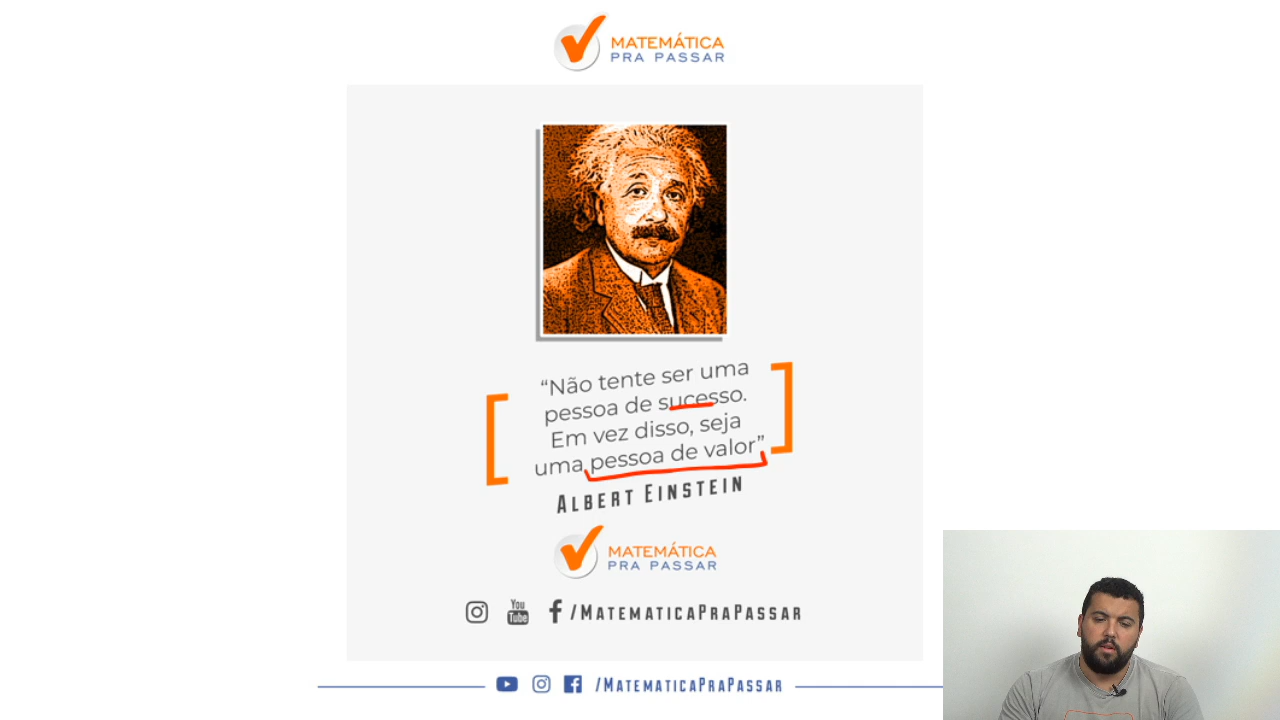 MATEMÁTICA
PRA PASSAR
“Não tente ser uma
pessoa de sucesso.
Em vez disso, seja
uma pessoa de valor”
ALBERT EINSTEIN
MATEMÁTICA
PRA PASSAR
You
Tube
/MATEMATICAPRAPASSAR
/MATEMATICAPRAPASSAR